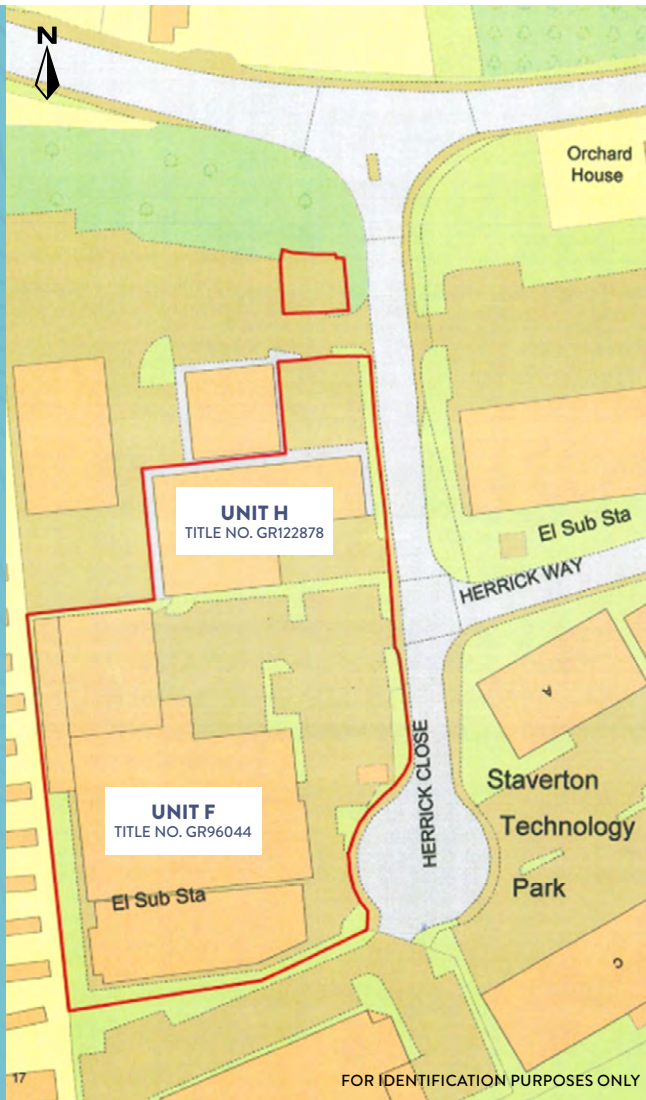 N
Orchard
House
El Sub Sta
UNIT H
TITLE NO. GR122878
HERRICK WAY
A
HERRICK CLOSE
Staverton
Technology
Park
UNIT F
TITLE NO. GR96044
El Sub Sta
C
17
FOR IDENTIFICATION PURPOSES ONLY